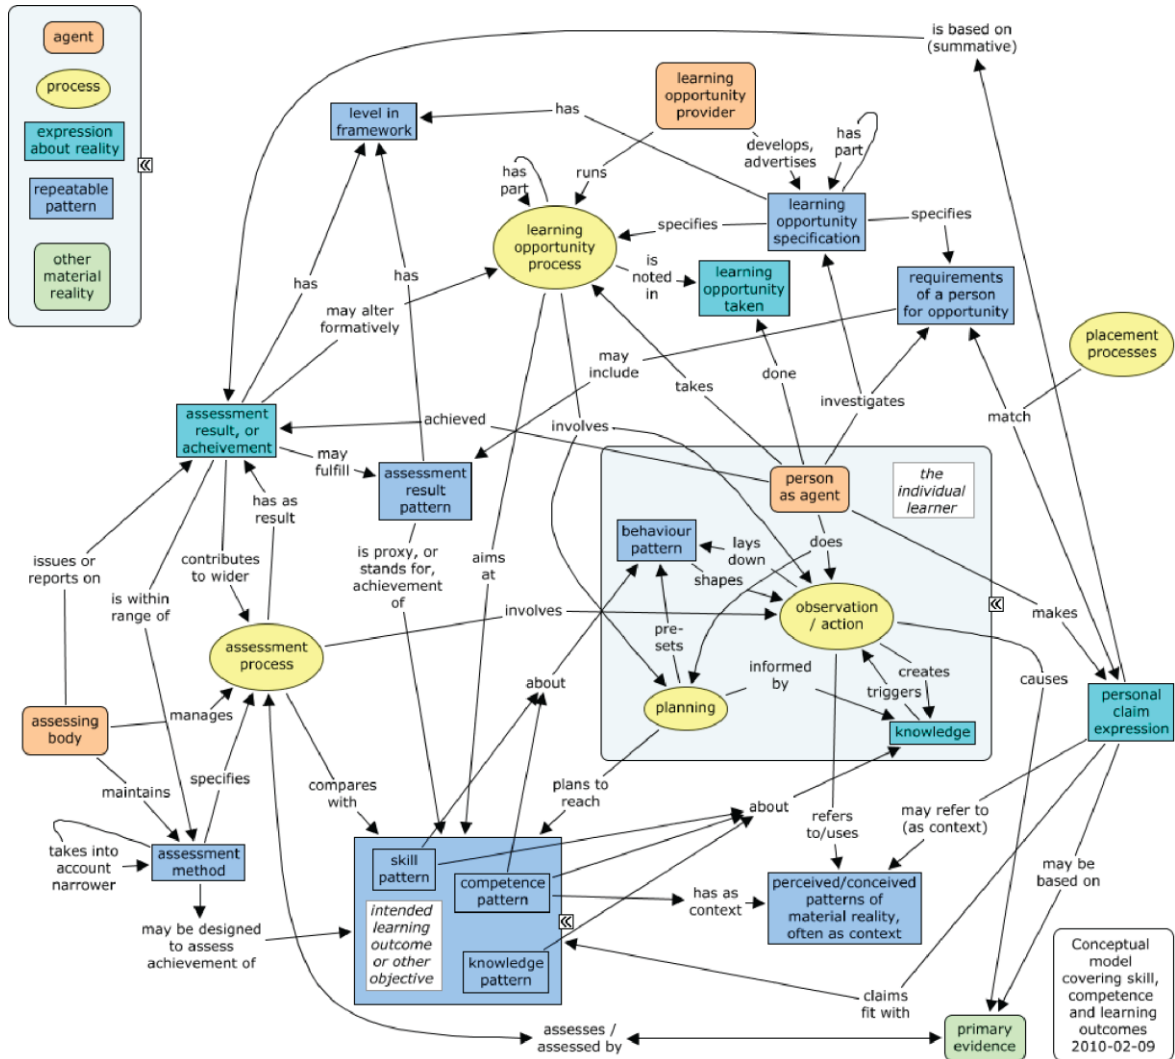 agent
process
expression
about reality
repeatable
pattern
other
material
reality
is based on
(summative)
learning
opportunity
provider
level in
framework
has
develops,
advertises
has
part
has
part
runs
learning
opportunity
process
specifies
learning
opportunity
specification
specifies
is
noted
in
learning
opportunity
taken
requirements
of a person
for opportunity
has
has
may alter
formatively
may
include
placement
processes
takes
done
investigates
match
assessment
result, or
acheivement
achieved
involves
may
fulfill
assessment
result
pattern
person
as agent
the
individual
learner
has as
result
behaviour
pattern
lays
down
does
shapes
issues or
reports on
contributes
to wider
is proxy, or
stands for,
achievement
of
aims
at
is within
range of
involves
observation
/ action
makes
assessment
process
pre-
sets
about
informed
by
creates
triggers
causes
planning
knowledge
personal
claim
expression
assessing
body
manages
maintains
specifies
compares
with
plans to
reach
about
refers
to/uses
may refer to
(as context)
takes into
account
narrower
assessment
method
skill
pattern
competence
pattern
has as
context
perceived/conceived
patterns of
material reality,
often as context
may be
based on
may be designed
to assess
achievement of
intended
learning
outcome
or other
objective
knowledge
pattern
claims
fit with
assesses /
assessed by
primary
evidence
Conceptual
model
covering skill,
competence
and learning
outcomes
2010-02-09